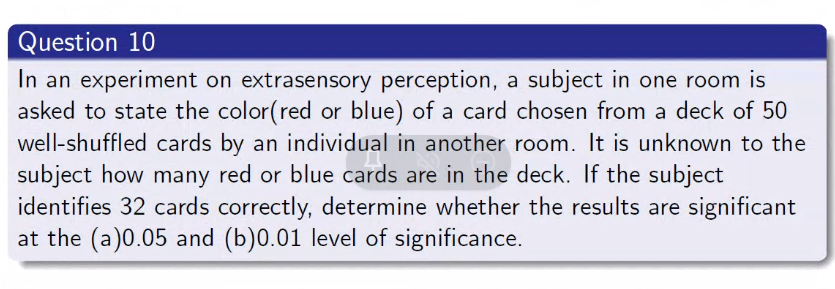 Question 10
In an experiment on extrasensory perception, a subject in one room is
asked to state the color(red or blue) of a card chosen from a deck of 50
well-shuffled cards by an individual in another room. It is unknown to the
subject how many red or blue cards are in the deck. If the subject
identifies 32 cards correctly, determine whether the results are significant
at the (a)0.05 and (b)0.01 level of significance.